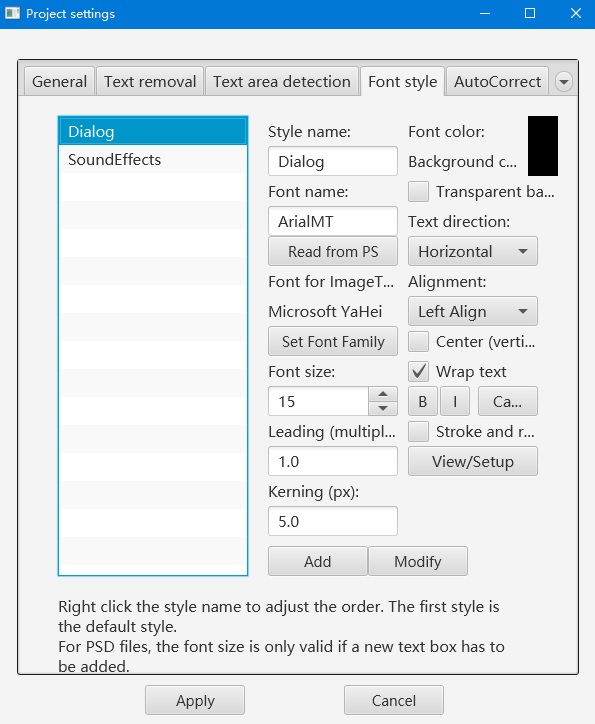 Project settings
General
Text removal
Text area detection
Font style
AutoCorrect
Dialog
SoundEffects
Style name:
Dialog
Font name:
ArialMT
Read from PS
Font for ImageT...
Microsoft YaHei
Set Font Family
Font size:
15
Leading (multipl...
1.0
Kerning (px):
5.0
Add
Modify
Font color:
Background c...
Transparent ba...
Text direction:
Horizontal
Alignment:
Left Align
Center (verti...
Wrap text
B
I
Ca...
Stroke and r...
View/Setup
Right click the style name to adjust the order. The first style is
the default style.
For PSD files, the font size is only valid if a new text box has to
be added.
Apply
Cancel